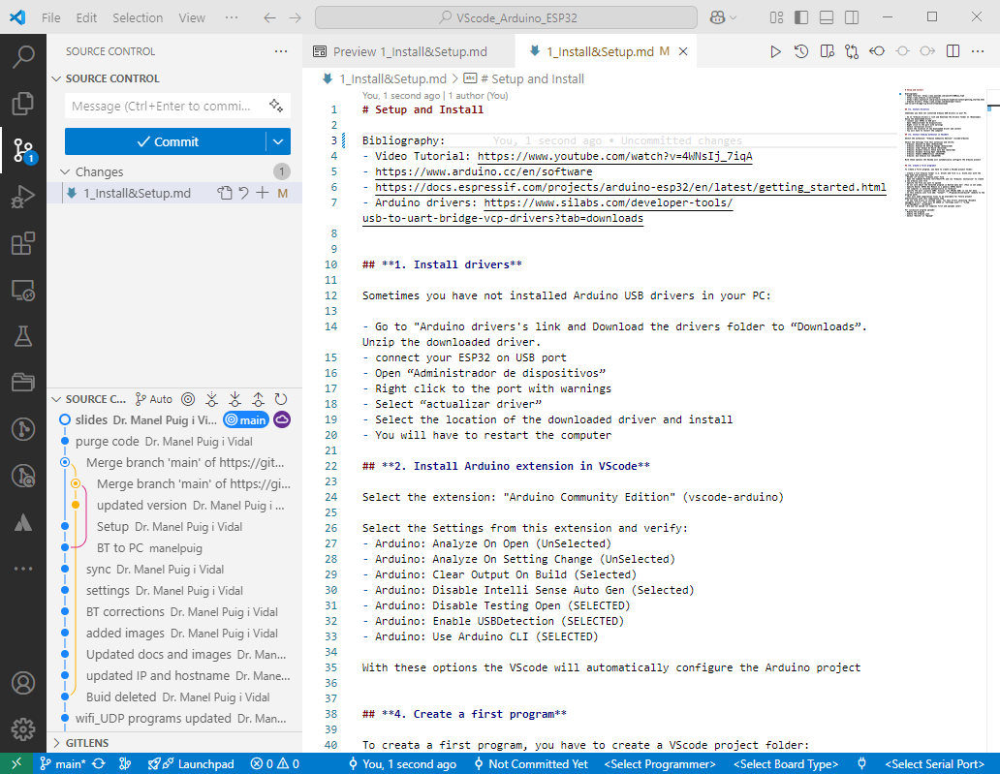 File Edit Selection View ··· VScode_Arduino_ESP32
SOURCE CONTROL ···
SOURCE CONTROL
Message (Ctrl+Enter to commi...
Commit
Changes 1
1_Install&Setup.md M
1
SOURCE C... Auto
slides Dr. Manel Puig i Vi... main
purge code Dr. Manel Puig i Vidal
Merge branch 'main' of https://git...
Merge branch 'main' of https://gi...
updated version Dr. Manel Puig i ...
Setup Dr. Manel Puig i Vidal
BT to PC manelpuig
sync Dr. Manel Puig i Vidal
settings Dr. Manel Puig i Vidal
BT corrections Dr. Manel Puig i Vidal
added images Dr. Manel Puig i Vidal
Updated docs and images Dr. Man...
updated IP and hostname Dr. Mane...
Buid deleted Dr. Manel Puig i Vidal
wifi_UDP programs updated Dr. Man...
GITLENS
Preview 1_Install&Setup.md 1_Install&Setup.md M
1_Install&Setup.md > abc # Setup and Install
You, 1 second ago | 1 author (You)
1 # Setup and Install
2
3 Bibliography: You, 1 second ago • Uncommitted changes
4 - Video Tutorial: https://www.youtube.com/watch?v=4WNsIj_7iqA
5 - https://www.arduino.cc/en/software
6 - https://docs.espressif.com/projects/arduino-esp32/en/latest/getting_started.html
7 - Arduino drivers: https://www.silabs.com/developer-tools/
usb-to-uart-bridge-vcp-drivers?tab=downloads
8
9
10 ## **1. Install drivers**
11
12 Sometimes you have not installed Arduino USB drivers in your PC:
13
14 - Go to "Arduino drivers's link and Download the drivers folder to “Downloads”.
Unzip the downloaded driver.
15 - connect your ESP32 on USB port
16 - Open “Administrador de dispositivos”
17 - Right click to the port with warnings
18 - Select “actualizar driver”
19 - Select the location of the downloaded driver and install
20 - You will have to restart the computer
21
22 ## **2. Install Arduino extension in VScode**
23
24 Select the extension: "Arduino Community Edition" (vscode-arduino)
25
26 Select the Settings from this extension and verify:
27 - Arduino: Analyze On Open (UnSelected)
28 - Arduino: Analyze On Setting Change (UnSelected)
29 - Arduino: Clear Output On Build (Selected)
30 - Arduino: Disable Intelli Sense Auto Gen (Selected)
31 - Arduino: Disable Testing Open (SELECTED)
32 - Arduino: Enable USBDetection (SELECTED)
33 - Arduino: Use Arduino CLI (SELECTED)
34
35 With these options the VScode will automatically configure the Arduino project
36
37
38 ## **4. Create a first program**
39
40 To creata a first program, you have to create a VScode project folder:
main* Launchpad 0 0 You, 1 second ago Not Committed Yet <Select Programmer> <Select Board Type> <Select Serial Port>